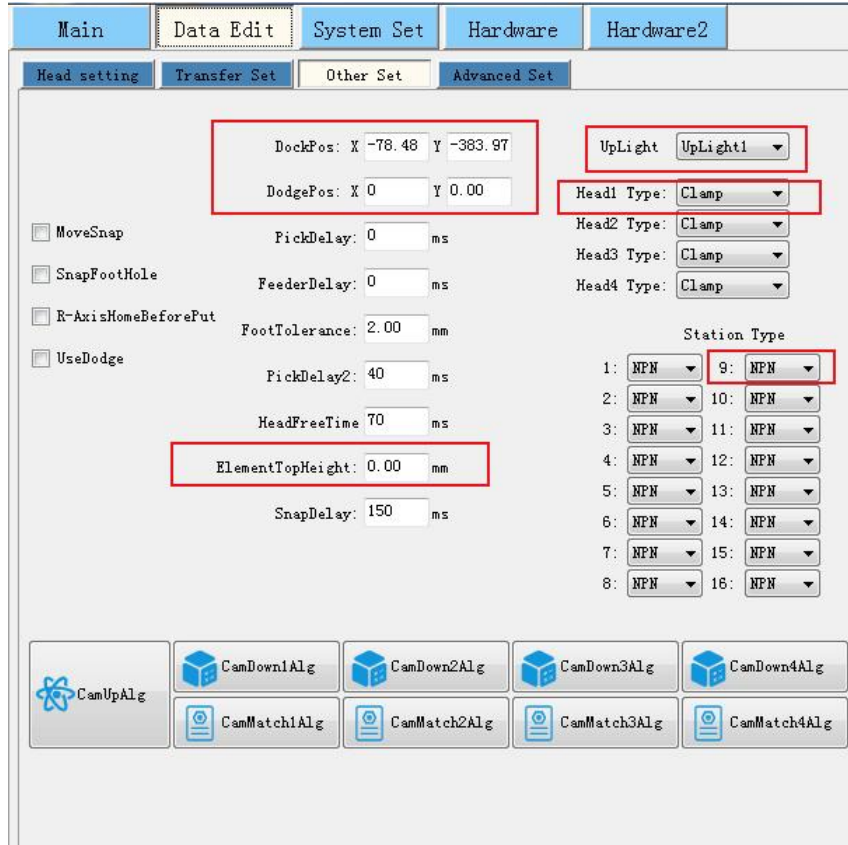 Main Data Edit System Set Hardware Hardware2
Head setting Transfer Set Other Set Advanced Set
DockPos: X -78.48 Y -383.97
UpLight UpLight1
DodgePos: X 0 Y 0.00
Head1 Type: Clamp
Head2 Type: Clamp
Head3 Type: Clamp
Head4 Type: Clamp
MoveSnap
SnapFootHole
R-AxisHomeBeforePut
UseDodge
PickDelay: 0 ms
FeederDelay: 0 ms
FootTolerance: 2.00 mm
PickDelay2: 40 ms
HeadFreeTime 70 ms
ElementTopHeight: 0.00 mm
SnapDelay: 150 ms
Station Type
1: NPN 9: NPN
2: NPN 10: NPN
3: NPN 11: NPN
4: NPN 12: NPN
5: NPN 13: NPN
6: NPN 14: NPN
7: NPN 15: NPN
8: NPN 16: NPN
CamUpAlg
CamDown1Alg CamDown2Alg CamDown3Alg CamDown4Alg
CamMatch1Alg CamMatch2Alg CamMatch3Alg CamMatch4Alg